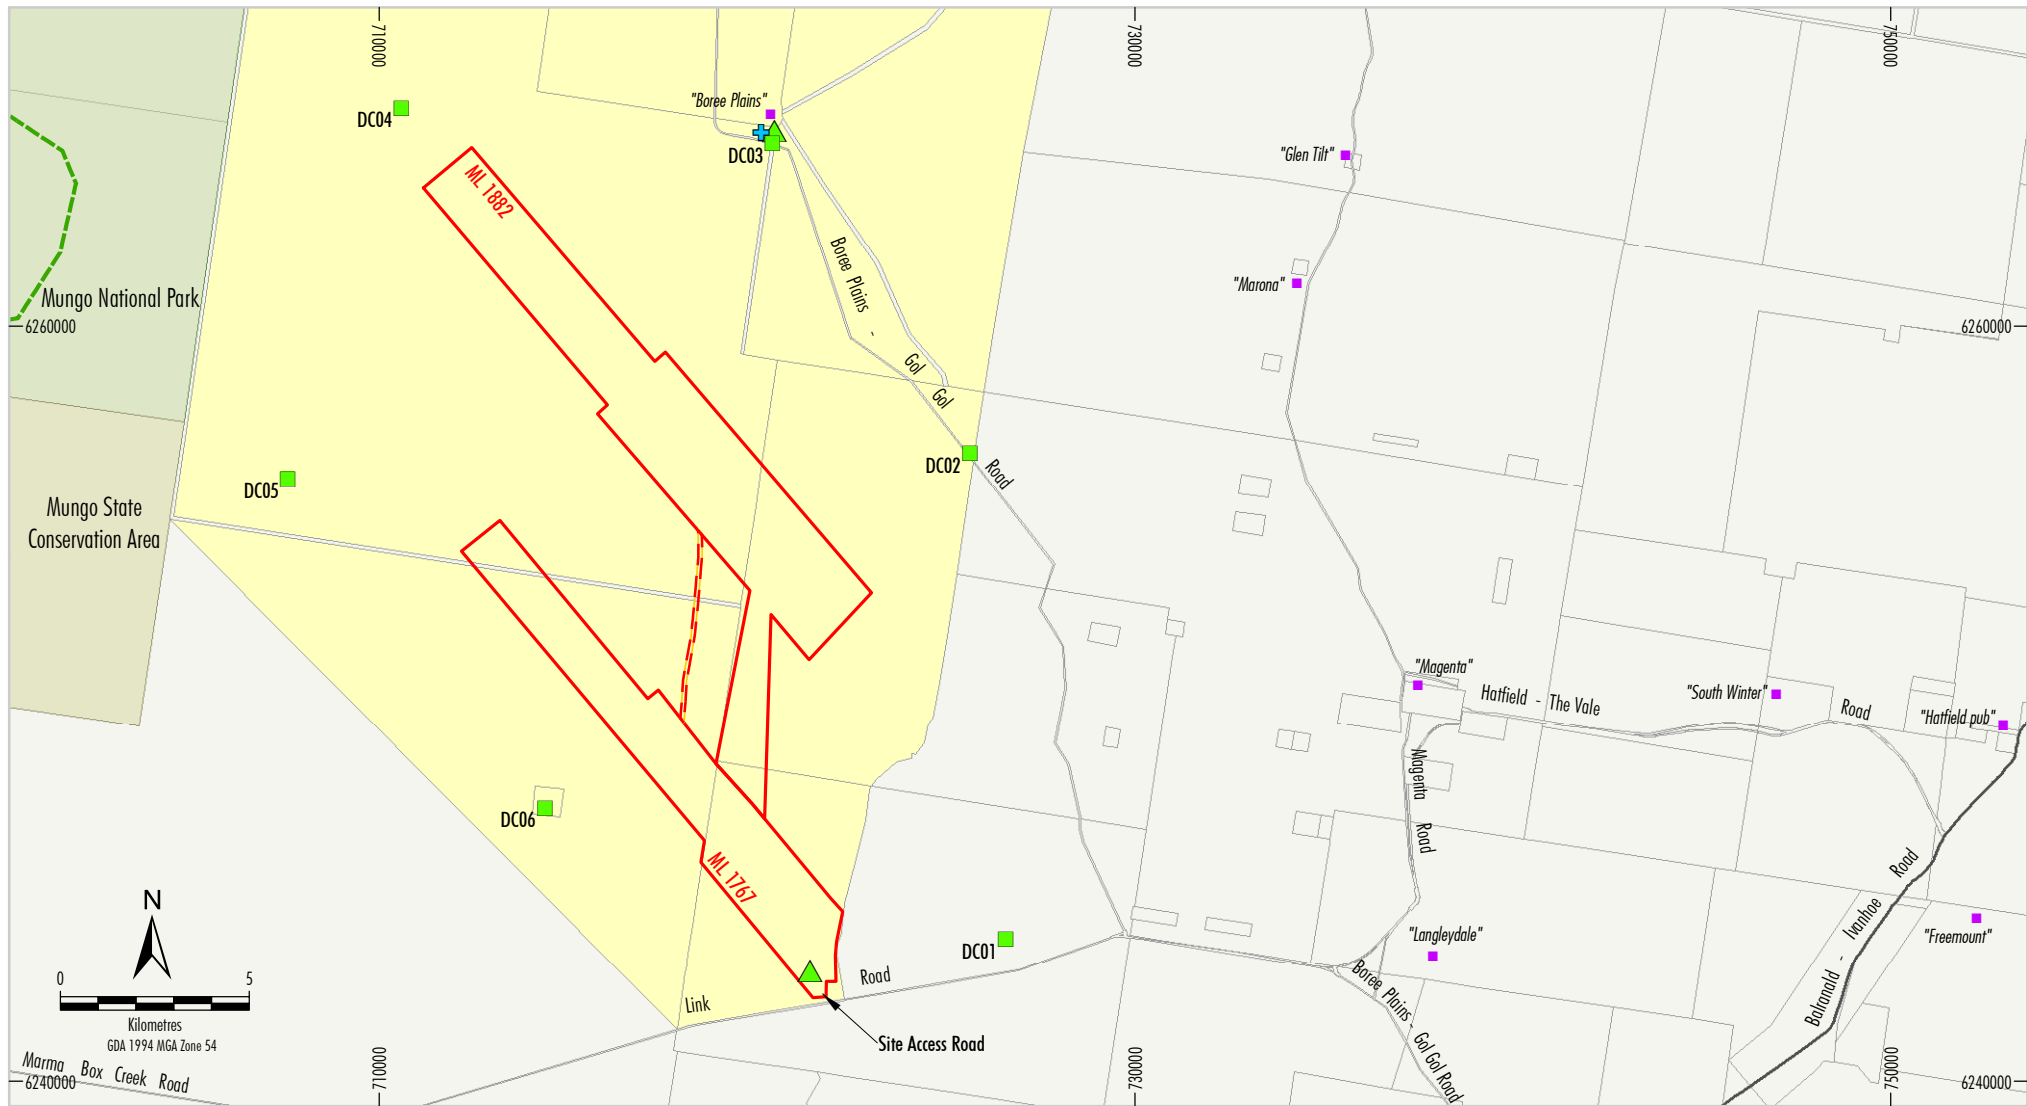 710000
730000
750000
"Boree Plains"
DC04
DC03
"Glen Tilt"
ML 1882
Boree Plains - Gol Gol Road
"Marona"
Mungo National Park
6260000
6260000
DC02
DC05
Mungo State
Conservation Area
"Magenta"
Hatfield - The Vale Road
"South Winter"
"Hatfield pub"
Magenta Road
DC06
ML 1767
Balranald - Ivanhoe Road
N
DC01
"Langleydale"
"Freemount"
Link Road
Boree Plains - Gol Gol Road
0 5
Kilometres
GDA 1994 MGA Zone 54
Site Access Road
Marma Box Creek Road
6240000
710000
730000
750000
6240000